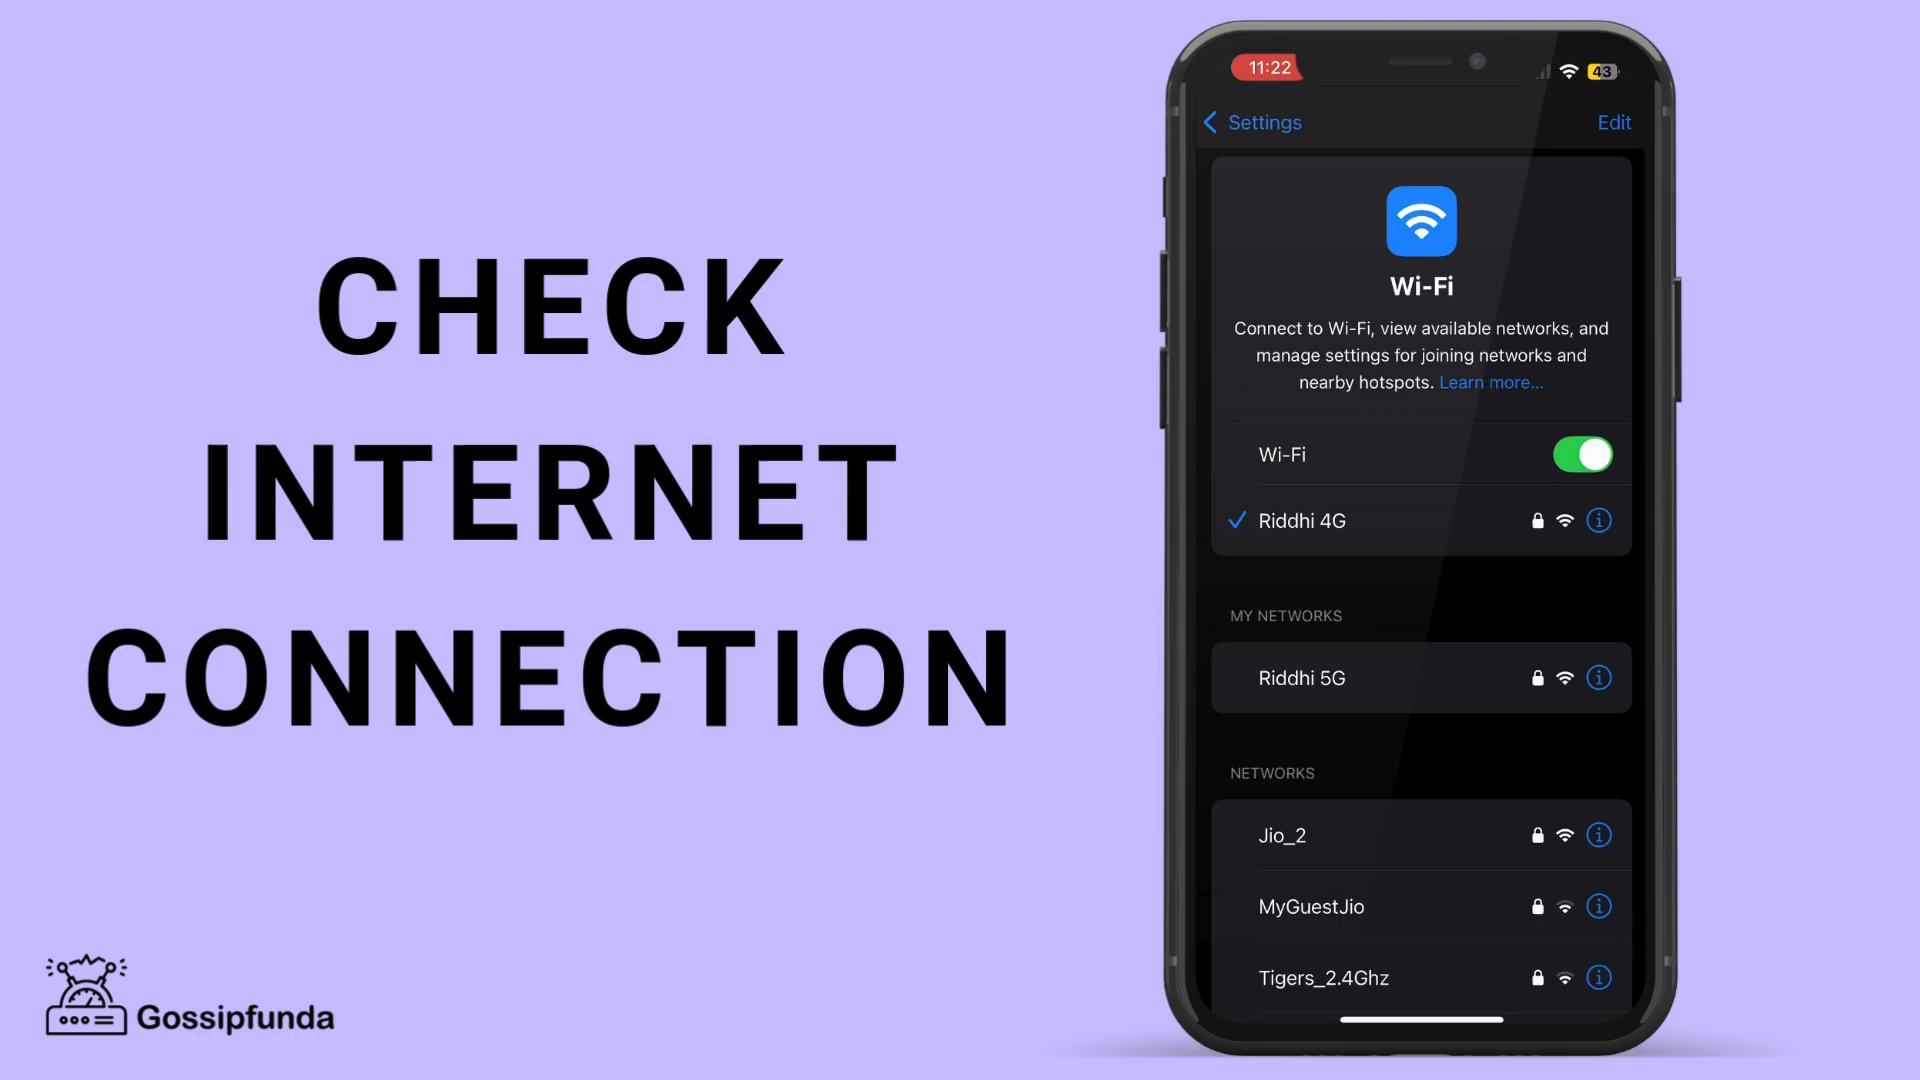 CHECK
INTERNET
CONNECTION
Gossipfunda
11:22
43
Settings
Edit
Wi-Fi
Connect to Wi-Fi, view available networks, and
manage settings for joining networks and
nearby hotspots. Learn more...
Wi-Fi
Riddhi 4G
MY NETWORKS
Riddhi 5G
NETWORKS
Jio_2
MyGuestJio
Tigers_2.4Ghz